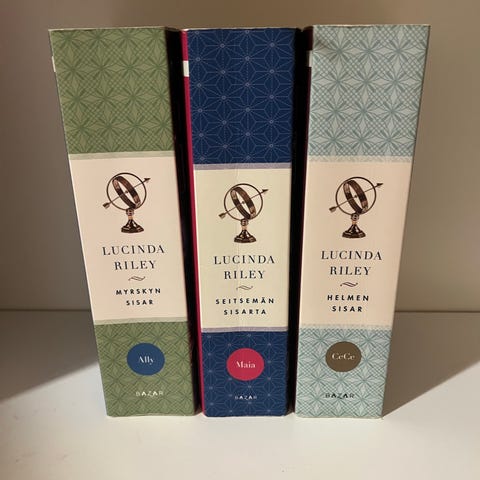 LUCINDA
RILEY
MYRSKYN
SISAR
Ally
BAZAR
LUCINDA
RILEY
SEITSEMÄN
SISARTA
Maia
BAZAR
LUCINDA
RILEY
HELMEN
SISAR
CeCe
BAZAR